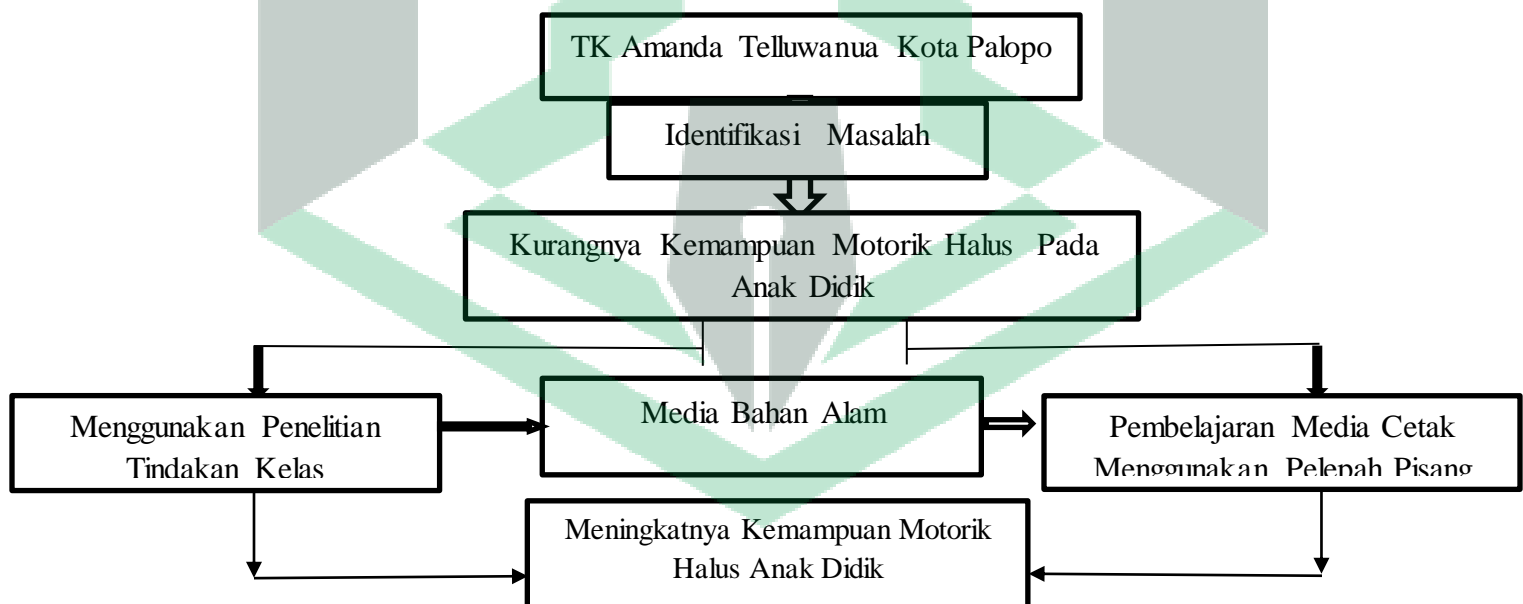 TK Amanda Telluwanua Kota Palopo
Identifikasi Masalah
Kurangnya Kemampuan Motorik Halus Pada
Anak Didik
Menggunakan Penelitian
Tindakan Kelas
Media Bahan Alam
Pembelajaran Media Cetak
Menggunakan Pelepah Pisang
Meningkatnya Kemampuan Motorik
Halus Anak Didik